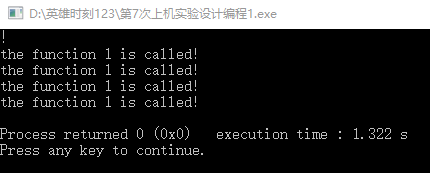 D:\英雄时刻123\第7次上机实验设计编程1.exe
!
the function 1 is called!
the function 1 is called!
the function 1 is called!
the function 1 is called!
Process returned 0 (0x0)   execution time : 1.322 s
Press any key to continue.